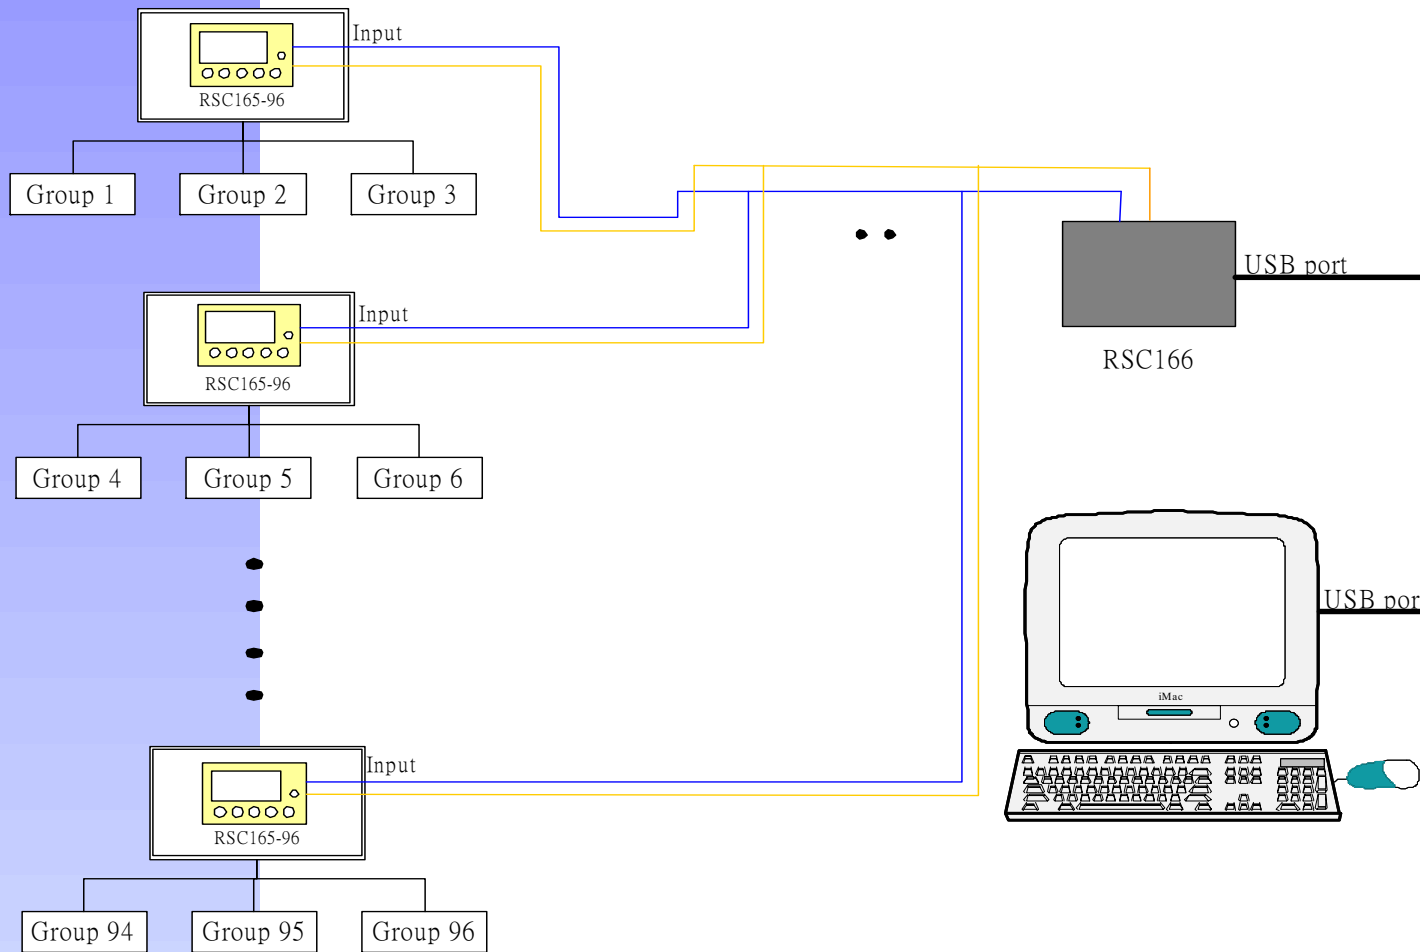 Input
RSC165-96
Group 1
Group 2
Group 3
USB port
Input
RSC166
RSC165-96
Group 4
Group 5
Group 6
USB por
iMac
Input
RSC165-96
Group 94
Group 95
Group 96